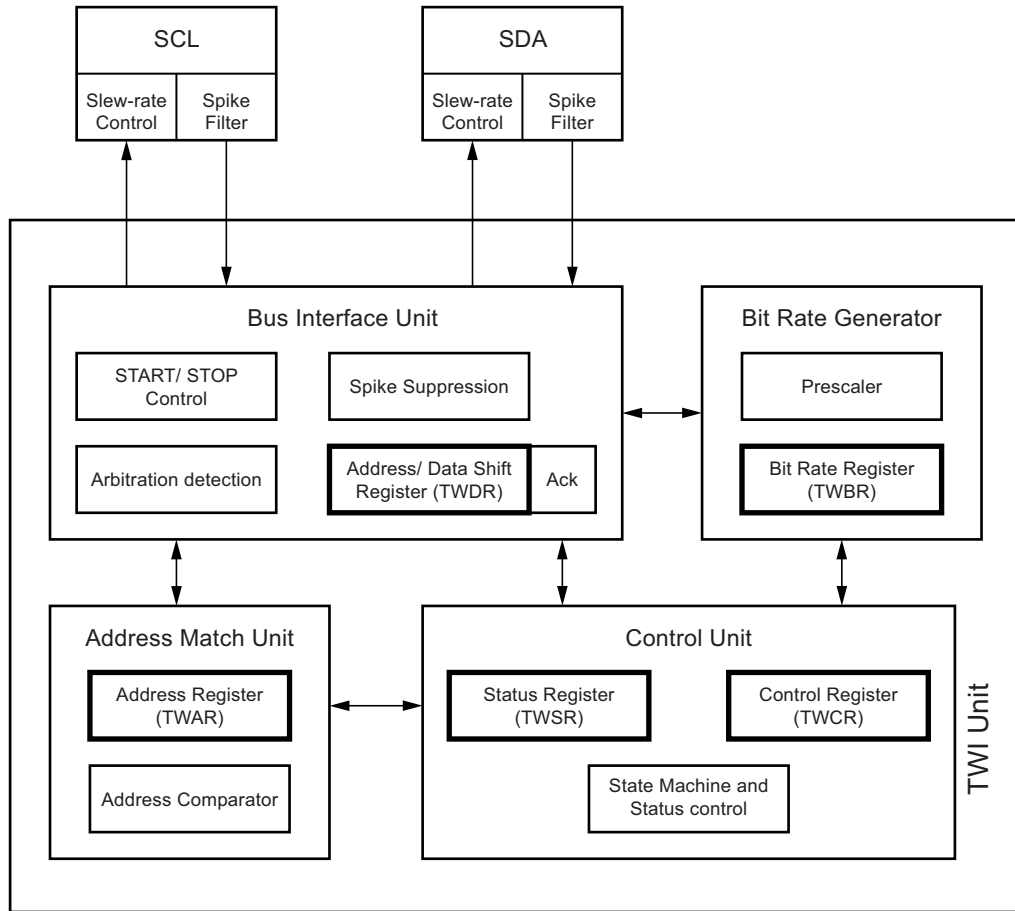 SCL
Slew-rate
Control
Spike
Filter
SDA
Slew-rate
Control
Spike
Filter
Bus Interface Unit
START/ STOP
Control
Spike Suppression
Arbitration detection
Address/ Data Shift
Register (TWDR)
Ack
Bit Rate Generator
Prescaler
Bit Rate Register
(TWBR)
Address Match Unit
Address Register
(TWAR)
Address Comparator
Control Unit
Status Register
(TWSR)
Control Register
(TWCR)
State Machine and
Status control
TWI Unit